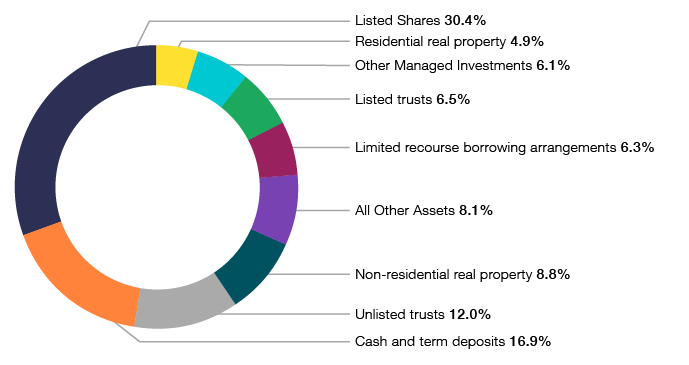 Listed Shares 30.4%
Residential real property 4.9%
Other Managed Investments 6.1%
Listed trusts 6.5%
Limited recourse borrowing arrangements 6.3%
All Other Assets 8.1%
Non-residential real property 8.8%
Unlisted trusts 12.0%
Cash and term deposits 16.9%